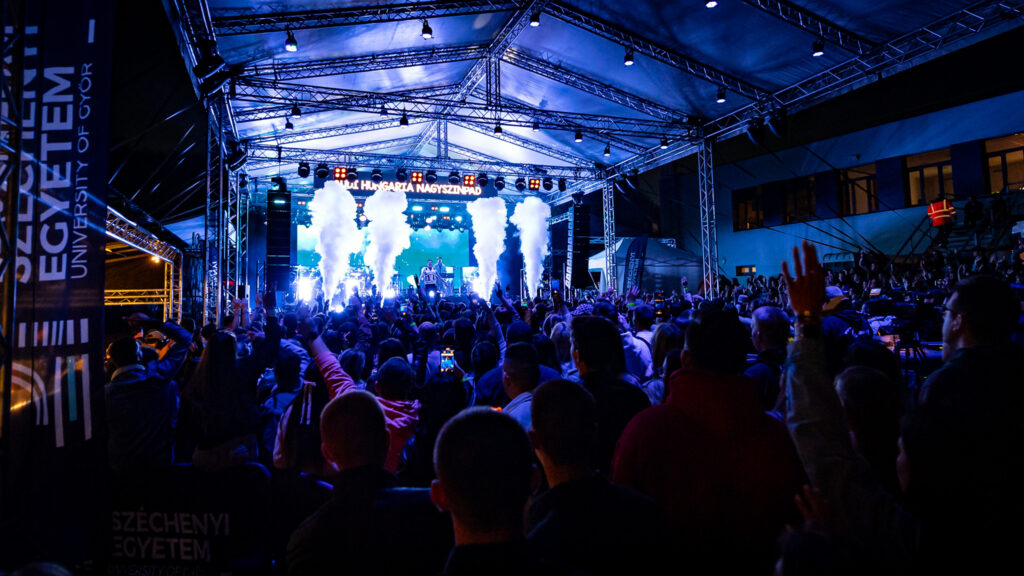 SZÉCHENYI
EGYETEM
UNIVERSITY OF GYŐR
HUNGARIA NAGYSZÍNPAD
SZÉCHENYI
EGYETEM